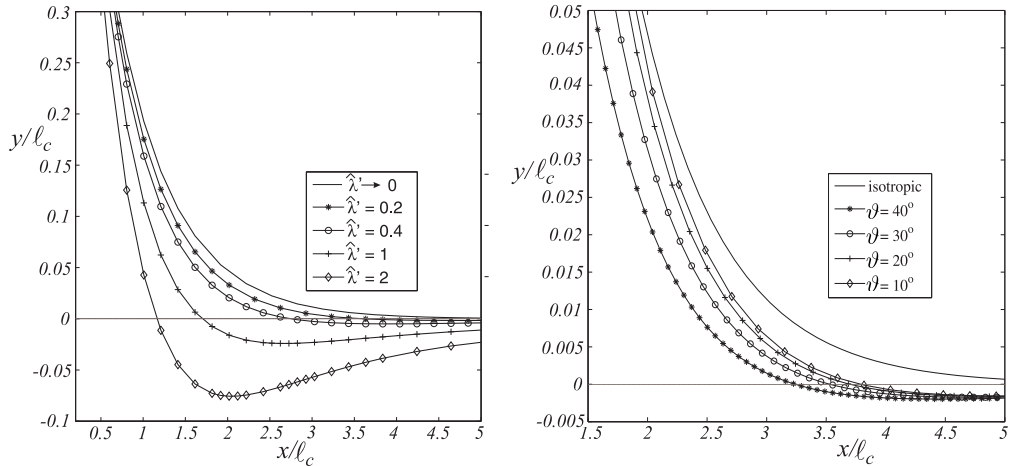 0.3
0.25
0.2
0.15
0.1
0.05
0
-0.05
-0.1
y/ℓc
0.5 1 1.5 2 2.5 3 3.5 4 4.5 5
x/ℓc
λ̂' → 0
λ̂' = 0.2
λ̂' = 0.4
λ̂' = 1
λ̂' = 2
0.05
0.045
0.04
0.035
0.03
0.025
0.02
0.015
0.01
0.005
0
-0.005
y/ℓc
1.5 2 2.5 3 3.5 4 4.5 5
x/ℓc
isotropic
ϑ= 40°
ϑ= 30°
ϑ= 20°
ϑ= 10°